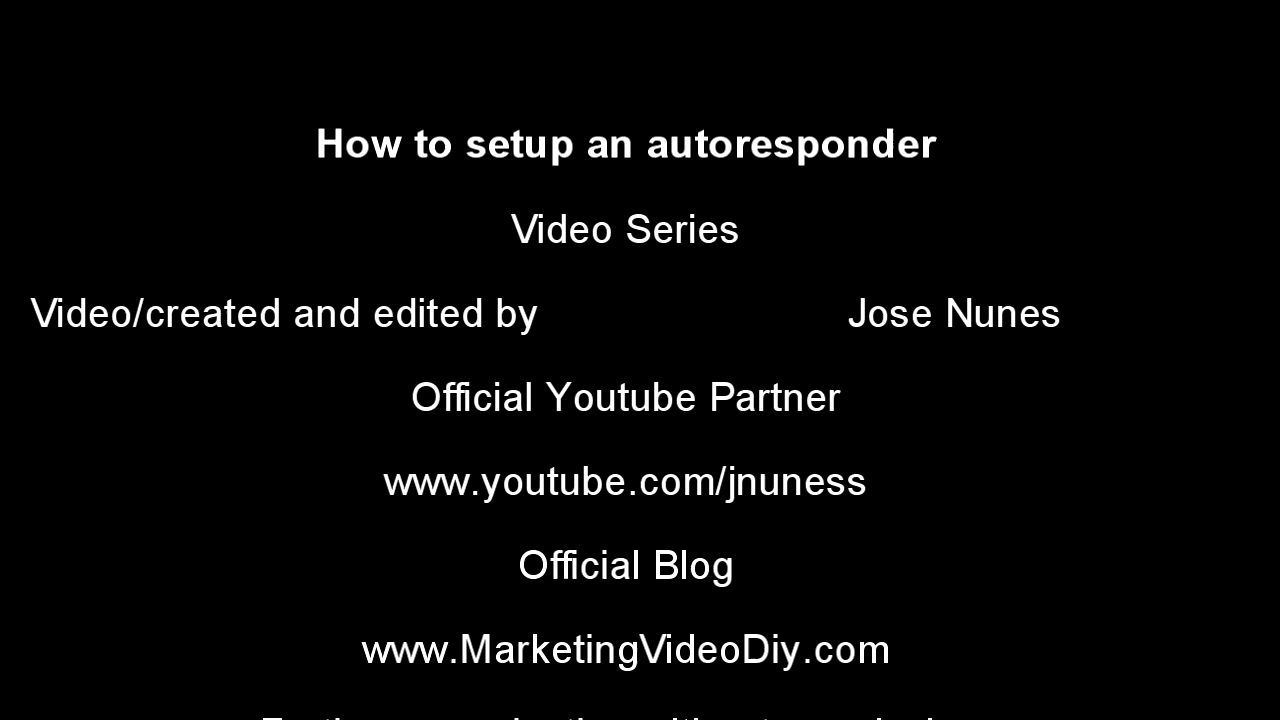 How to setup an autoresponder
Video Series
Video/created and edited by Jose Nunes
Official Youtube Partner
www.youtube.com/jnuness
Official Blog
www.MarketingVideoDiy.com